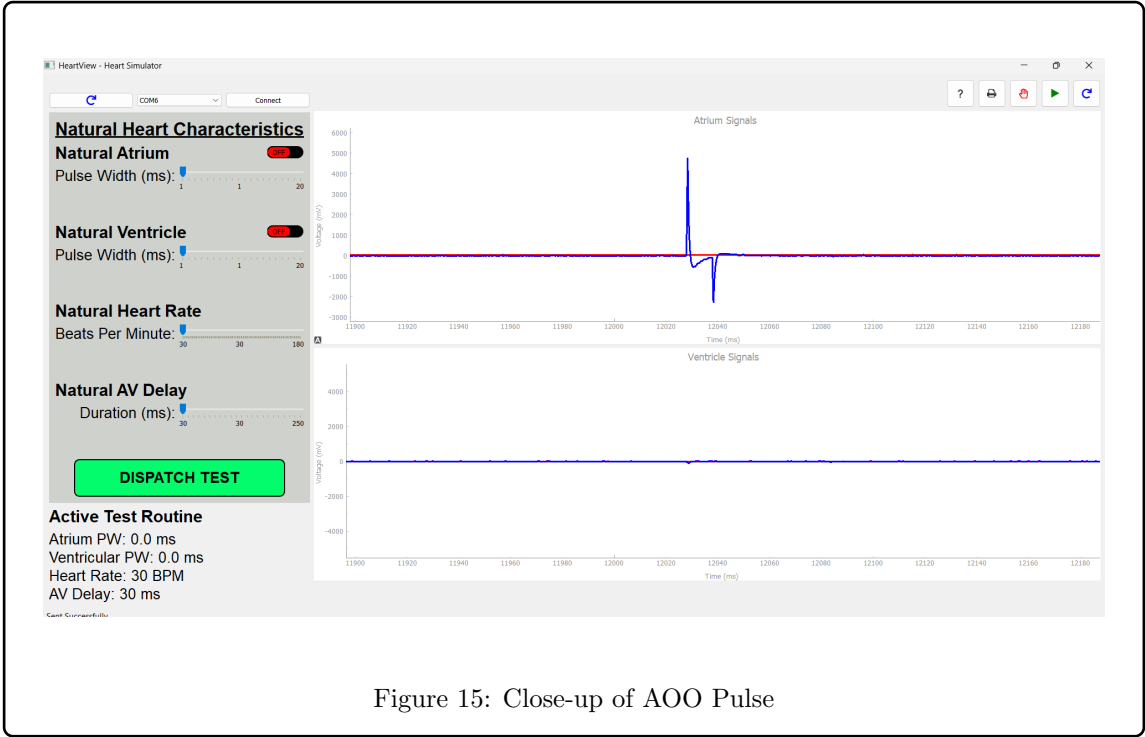 HeartView - Heart Simulator
COM6 Connect
?
Natural Heart Characteristics
Natural Atrium OFF
Pulse Width (ms):
1 1 20
Natural Ventricle OFF
Pulse Width (ms):
1 1 20
Natural Heart Rate
Beats Per Minute:
30 30 180
Natural AV Delay
Duration (ms):
30 30 250
DISPATCH TEST
Active Test Routine
Atrium PW: 0.0 ms
Ventricular PW: 0.0 ms
Heart Rate: 30 BPM
AV Delay: 30 ms
Sent Successfully
Atrium Signals
Voltage (mV)
6000
5000
4000
3000
2000
1000
0
-1000
-2000
-3000
11900 11920 11940 11960 11980 12000 12020 12040 12060 12080 12100 12120 12140 12160 12180
Time (ms)
A
Ventricle Signals
Voltage (mV)
4000
2000
0
-2000
-4000
11900 11920 11940 11960 11980 12000 12020 12040 12060 12080 12100 12120 12140 12160 12180
Time (ms)
Figure 15: Close-up of AOO Pulse